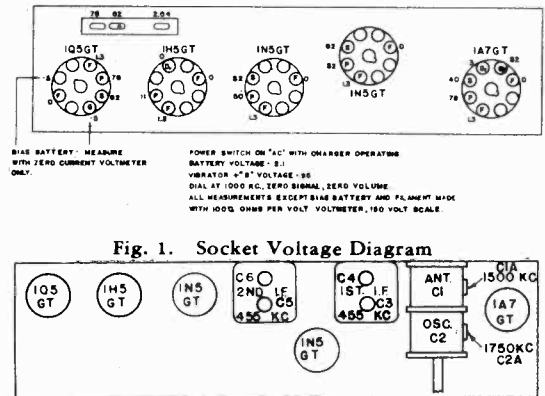 78 82 2.04
1Q5GT 1H5GT 1N5GT 1N5GT 1A7GT
BIAS BATTERY - MEASURE
WITH ZERO CURRENT VOLTMETER
ONLY.
POWER SWITCH ON "AC" WITH CHARGER OPERATING
BATTERY VOLTAGE - 2.1
VIBRATOR +"B" VOLTAGE - 95
DIAL AT 1000 KC., ZERO SIGNAL, ZERO VOLUME
ALL MEASUREMENTS EXCEPT BIAS BATTERY AND FILAMENT MADE
WITH 1000 OHMS PER VOLT VOLTMETER, 150 VOLT SCALE.
Fig. 1. Socket Voltage Diagram
1Q5
GT
1H5
GT
1N5
GT
C6
2ND I.F.
C5
455 KC
1N5
GT
C4
1ST. I.F.
C3
455 KC
ANT.
C1
OSC.
C2
C1A
1500 KC
1A7
GT
1750KC
C2A